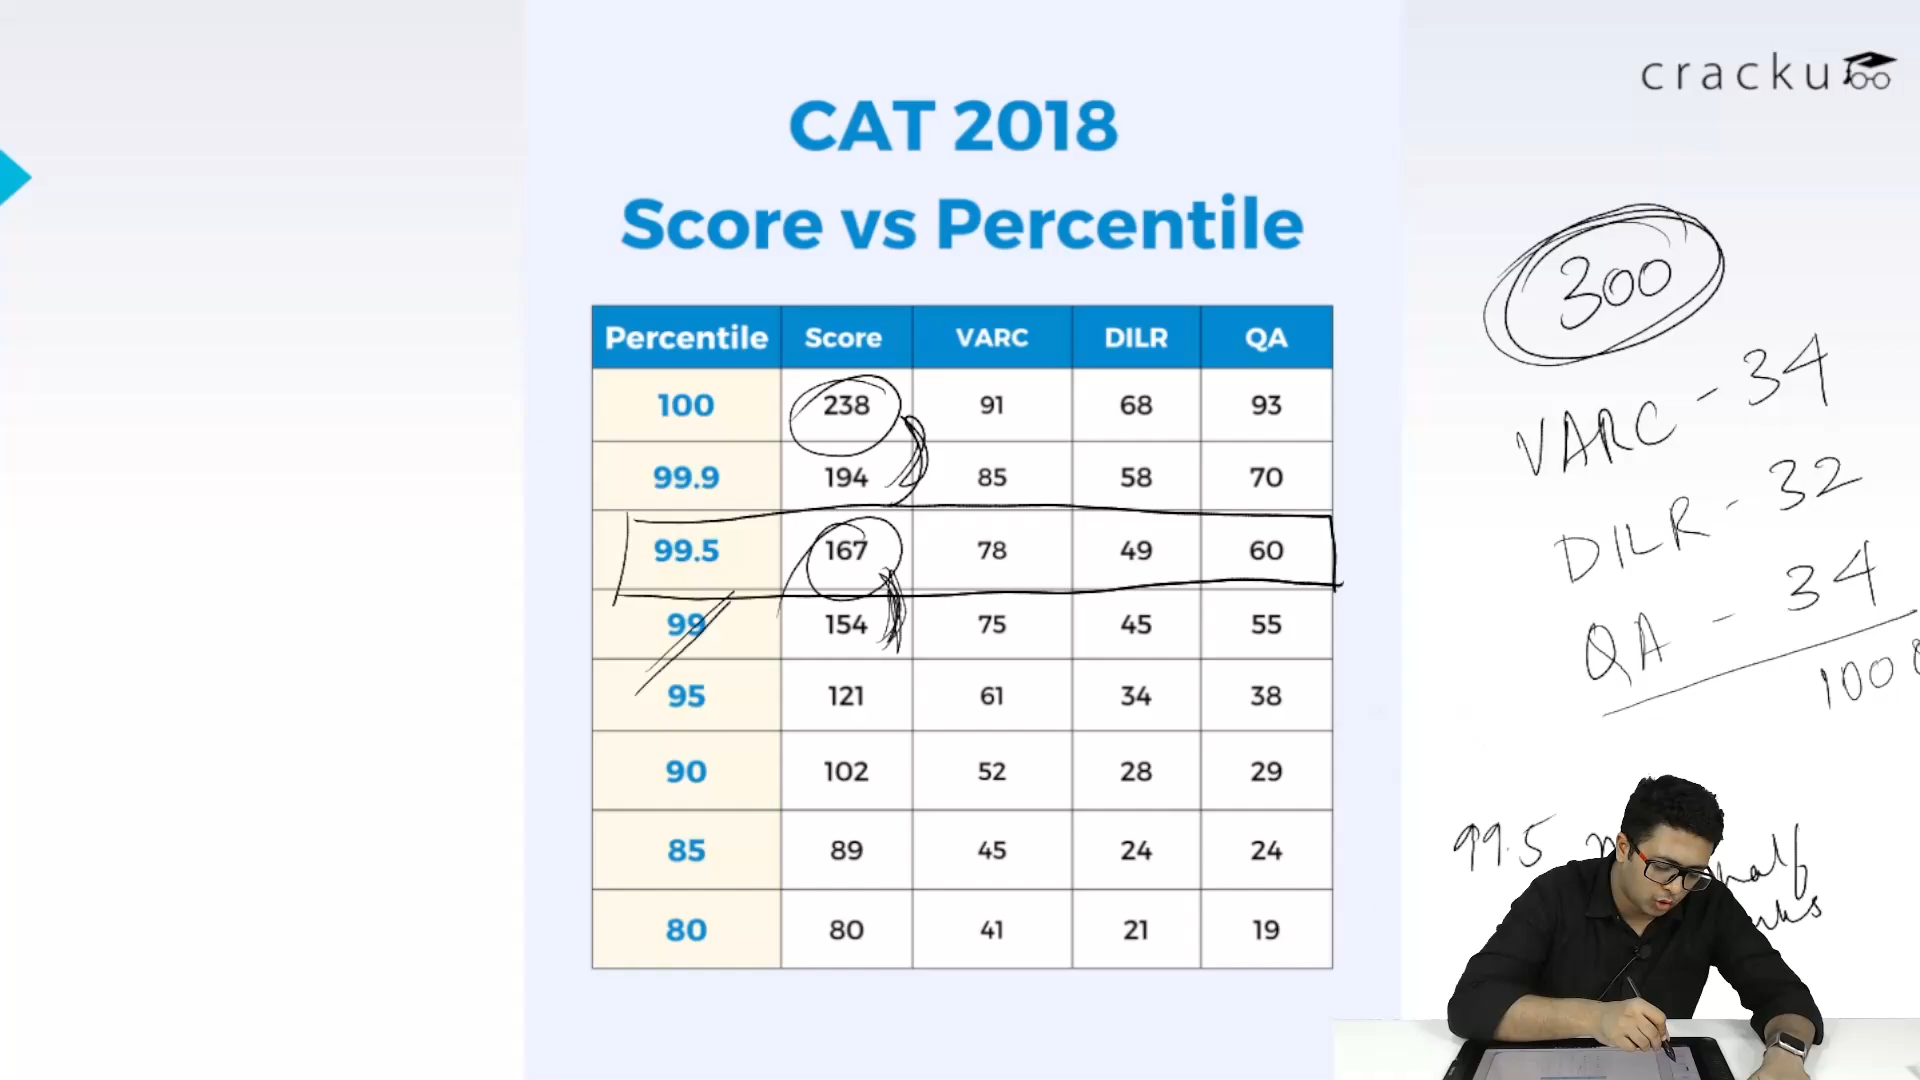 cracku
CAT 2018
Score vs Percentile
Percentile Score VARC DILR QA
100 238 91 68 93
99.9 194 85 58 70
99.5 167 78 49 60
99 154 75 45 55
95 121 61 34 38
90 102 52 28 29
85 89 45 24 24
80 80 41 21 19
300
VARC - 34
DILR - 32
QA - 34
100
99.5 half